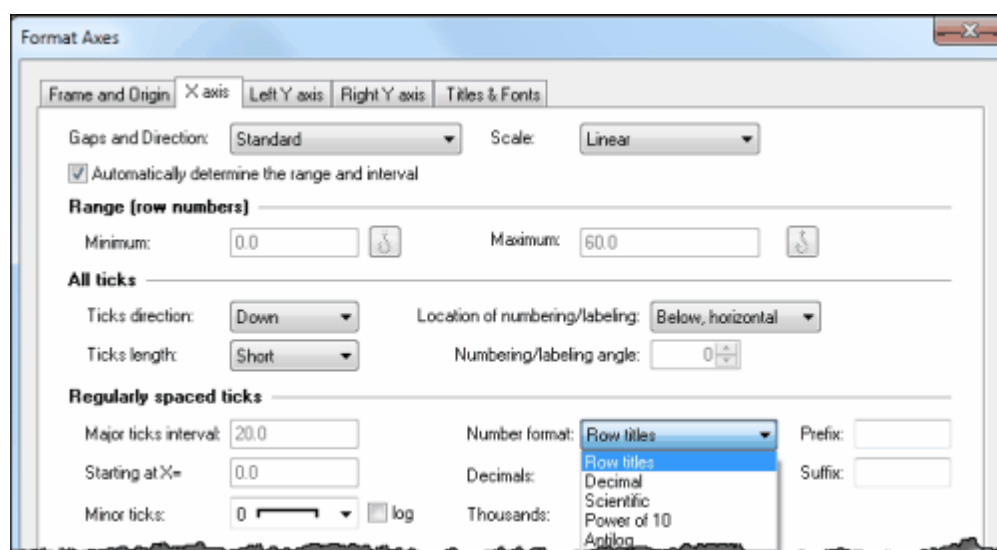 Format Axes
Frame and Origin X axis Left Y axis Right Y axis Titles & Fonts
Gaps and Direction: Standard Scale: Linear
Automatically determine the range and interval
Range (row numbers)
Minimum: 0.0 Maximum: 60.0
All ticks
Ticks direction: Down Location of numbering/labeling: Below, horizontal
Ticks length: Short Numbering/labeling angle: 0
Regularly spaced ticks
Major ticks interval: 20.0 Number format: Row titles Prefix:
Row titles
Starting at X= 0.0 Decimals: Decimal Suffix:
Scientific
Minor ticks: 0 log Thousands: Power of 10
Antilog